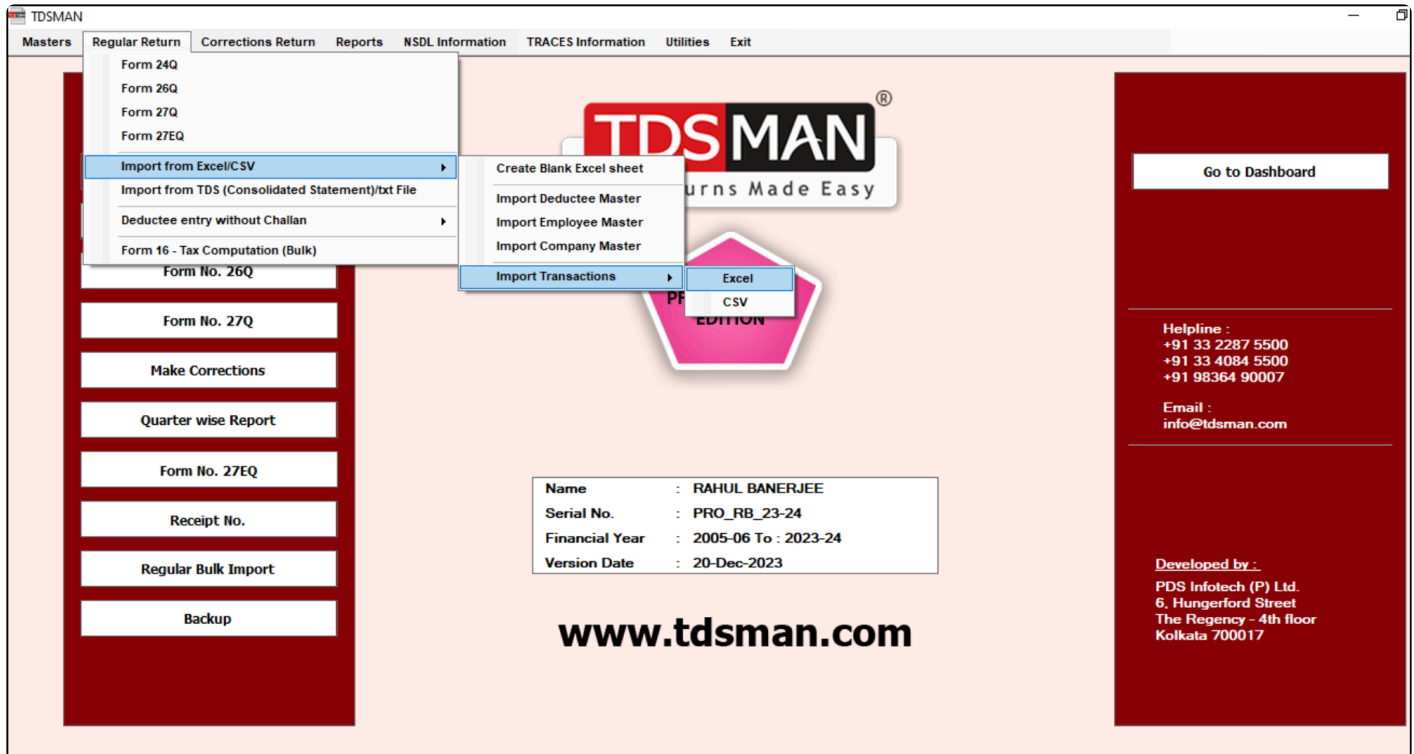 TDSMAN
Masters Regular Return Corrections Return Reports NSDL Information TRACES Information Utilities Exit
Form 24Q
Form 26Q
Form 27Q
Form 27EQ
Import from Excel/CSV
Import from TDS (Consolidated Statement)/txt File
Deductee entry without Challan
Form 16 - Tax Computation (Bulk)
Create Blank Excel sheet
Import Deductee Master
Import Employee Master
Import Company Master
Import Transactions
Excel
CSV
TDSMAN®
Made Easy
EDITION
Form No. 26Q
Form No. 27Q
Make Corrections
Quarter wise Report
Form No. 27EQ
Receipt No.
Regular Bulk Import
Backup
Name : RAHUL BANERJEE
Serial No. : PRO_RB_23-24
Financial Year : 2005-06 To : 2023-24
Version Date : 20-Dec-2023
www.tdsman.com
Go to Dashboard
Helpline :
+91 33 2287 5500
+91 33 4084 5500
+91 98364 90007
Email :
info@tdsman.com
Developed by :
PDS Infotech (P) Ltd.
6, Hungerford Street
The Regency - 4th floor
Kolkata 700017